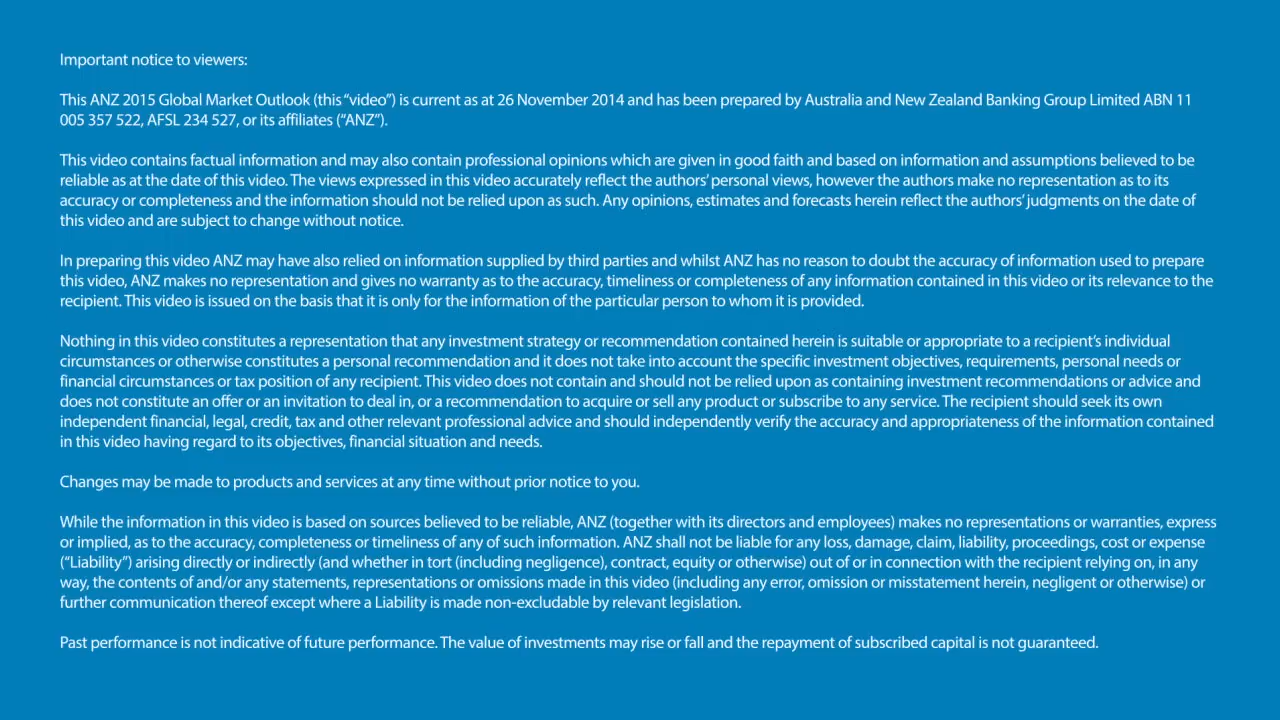 Important notice to viewers:
This ANZ 2015 Global Market Outlook (this “video”) is current as at 26 November 2014 and has been prepared by Australia and New Zealand Banking Group Limited ABN 11
005 357 522, AFSL 234 527, or its affiliates (“ANZ”).
This video contains factual information and may also contain professional opinions which are given in good faith and based on information and assumptions believed to be
reliable as at the date of this video. The views expressed in this video accurately reflect the authors’ personal views, however the authors make no representation as to its
accuracy or completeness and the information should not be relied upon as such. Any opinions, estimates and forecasts herein reflect the authors’ judgments on the date of
this video and are subject to change without notice.
In preparing this video ANZ may have also relied on information supplied by third parties and whilst ANZ has no reason to doubt the accuracy of information used to prepare
this video, ANZ makes no representation and gives no warranty as to the accuracy, timeliness or completeness of any information contained in this video or its relevance to the
recipient. This video is issued on the basis that it is only for the information of the particular person to whom it is provided.
Nothing in this video constitutes a representation that any investment strategy or recommendation contained herein is suitable or appropriate to a recipient’s individual
circumstances or otherwise constitutes a personal recommendation and it does not take into account the specific investment objectives, requirements, personal needs or
financial circumstances or tax position of any recipient. This video does not contain and should not be relied upon as containing investment recommendations or advice and
does not constitute an offer or an invitation to deal in, or a recommendation to acquire or sell any product or subscribe to any service. The recipient should seek its own
independent financial, legal, credit, tax and other relevant professional advice and should independently verify the accuracy and appropriateness of the information contained
in this video having regard to its objectives, financial situation and needs.
Changes may be made to products and services at any time without prior notice to you.
While the information in this video is based on sources believed to be reliable, ANZ (together with its directors and employees) makes no representations or warranties, express
or implied, as to the accuracy, completeness or timeliness of any of such information. ANZ shall not be liable for any loss, damage, claim, liability, proceedings, cost or expense
(“Liability”) arising directly or indirectly (and whether in tort (including negligence), contract, equity or otherwise) out of or in connection with the recipient relying on, in any
way, the contents of and/or any statements, representations or omissions made in this video (including any error, omission or misstatement herein, negligent or otherwise) or
further communication thereof except where a Liability is made non-excludable by relevant legislation.
Past performance is not indicative of future performance. The value of investments may rise or fall and the repayment of subscribed capital is not guaranteed.